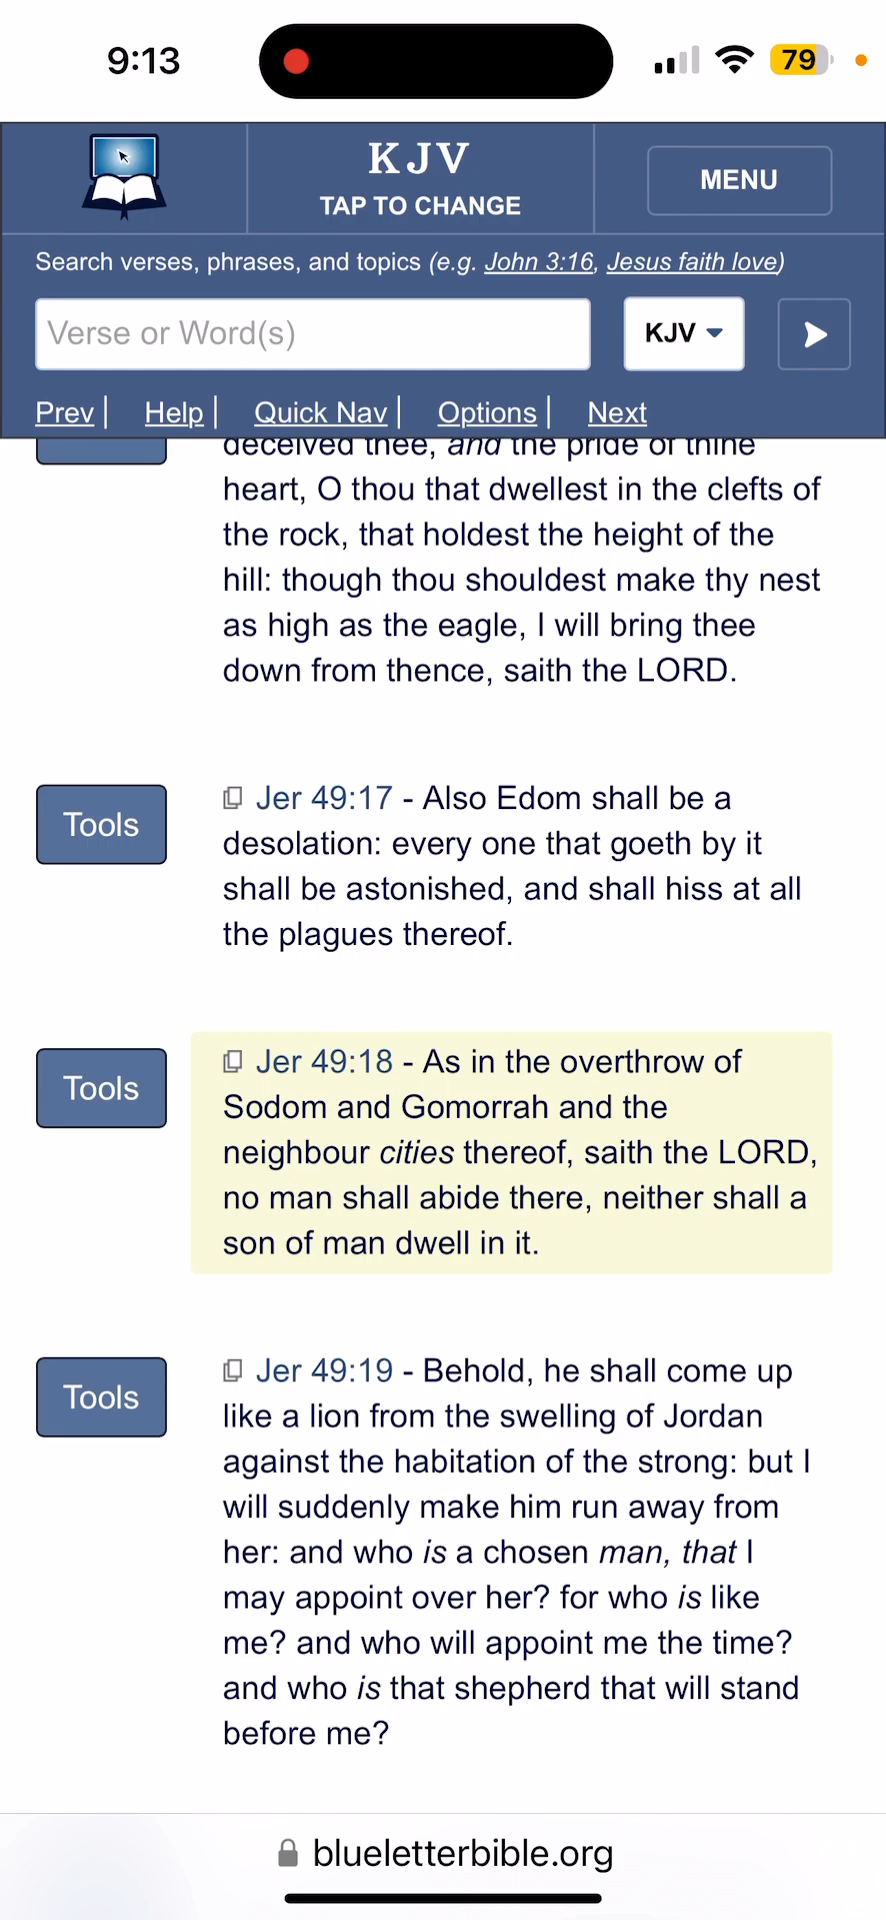 9:13
79
KJV
TAP TO CHANGE
MENU
Search verses, phrases, and topics (e.g. John 3:16, Jesus faith love)
Verse or Word(s)
KJV
Prev | Help | Quick Nav | Options | Next
deceived thee, and the pride of thine
heart, O thou that dwellest in the clefts of
the rock, that holdest the height of the
hill: though thou shouldest make thy nest
as high as the eagle, I will bring thee
down from thence, saith the LORD.
Tools
Jer 49:17 - Also Edom shall be a
desolation: every one that goeth by it
shall be astonished, and shall hiss at all
the plagues thereof.
Tools
Jer 49:18 - As in the overthrow of
Sodom and Gomorrah and the
neighbour cities thereof, saith the LORD,
no man shall abide there, neither shall a
son of man dwell in it.
Tools
Jer 49:19 - Behold, he shall come up
like a lion from the swelling of Jordan
against the habitation of the strong: but I
will suddenly make him run away from
her: and who is a chosen man, that I
may appoint over her? for who is like
me? and who will appoint me the time?
and who is that shepherd that will stand
before me?
blueletterbible.org